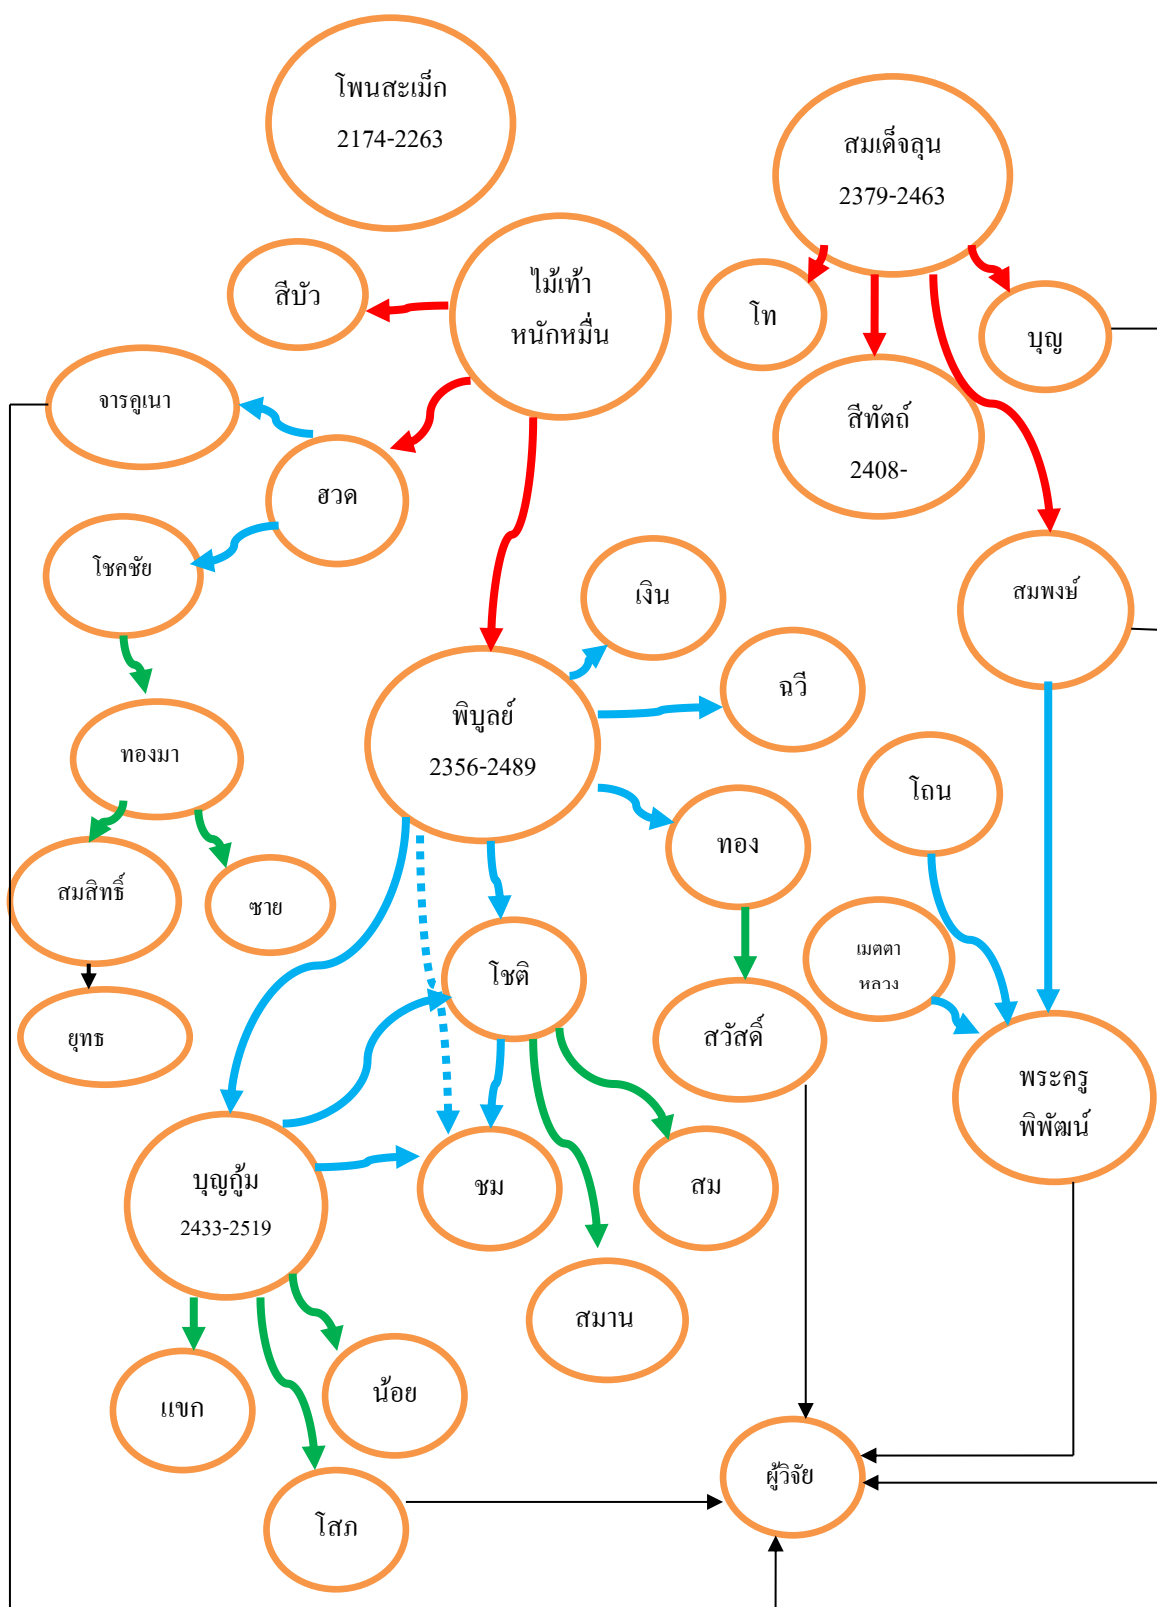 โพนสะเม็ก
2174-2263
สมเด็จลุน
2379-2463
สีบัว
ไม้เท้า
หนักหมื่น
โท
บุญ
จารคูเนา
สีทัตถ์
2408-
ฮวด
โชคชัย
เงิน
สมพงษ์
ฉวี
พิบูลย์
2356-2489
ทองมา
โถน
ทอง
สมสิทธิ์
ซาย
เมตตา
หลวง
โชติ
สวัสดิ์
ยุทธ
พระครู
พิพัฒน์
บุญกู้ม
2433-2519
ชม
สม
สมาน
แขก
น้อย
ผู้วิจัย
โสภ